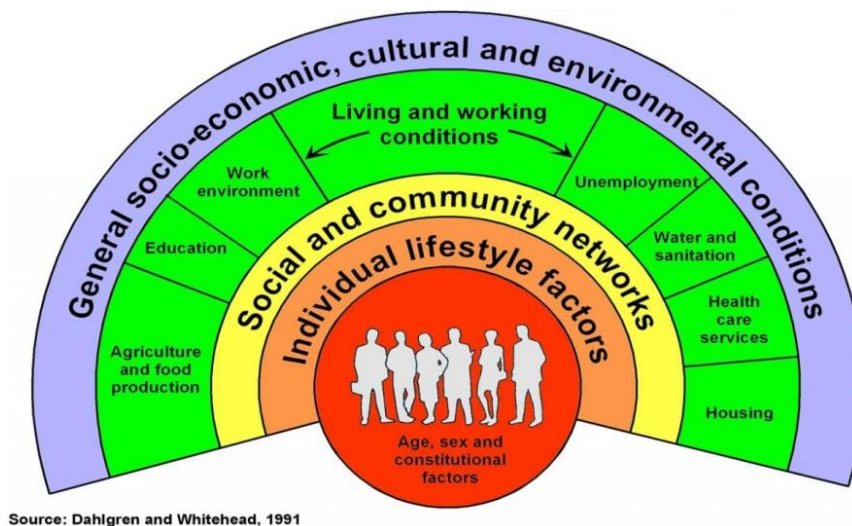 General socio-economic, cultural and environmental conditions
Living and working
conditions
Work
environment
Unemployment
Education
Water and
sanitation
Social and community networks
Individual lifestyle factors
Health
care
services
Agriculture
and food
production
Housing
Age, sex and
constitutional
factors
Source: Dahlgren and Whitehead, 1991